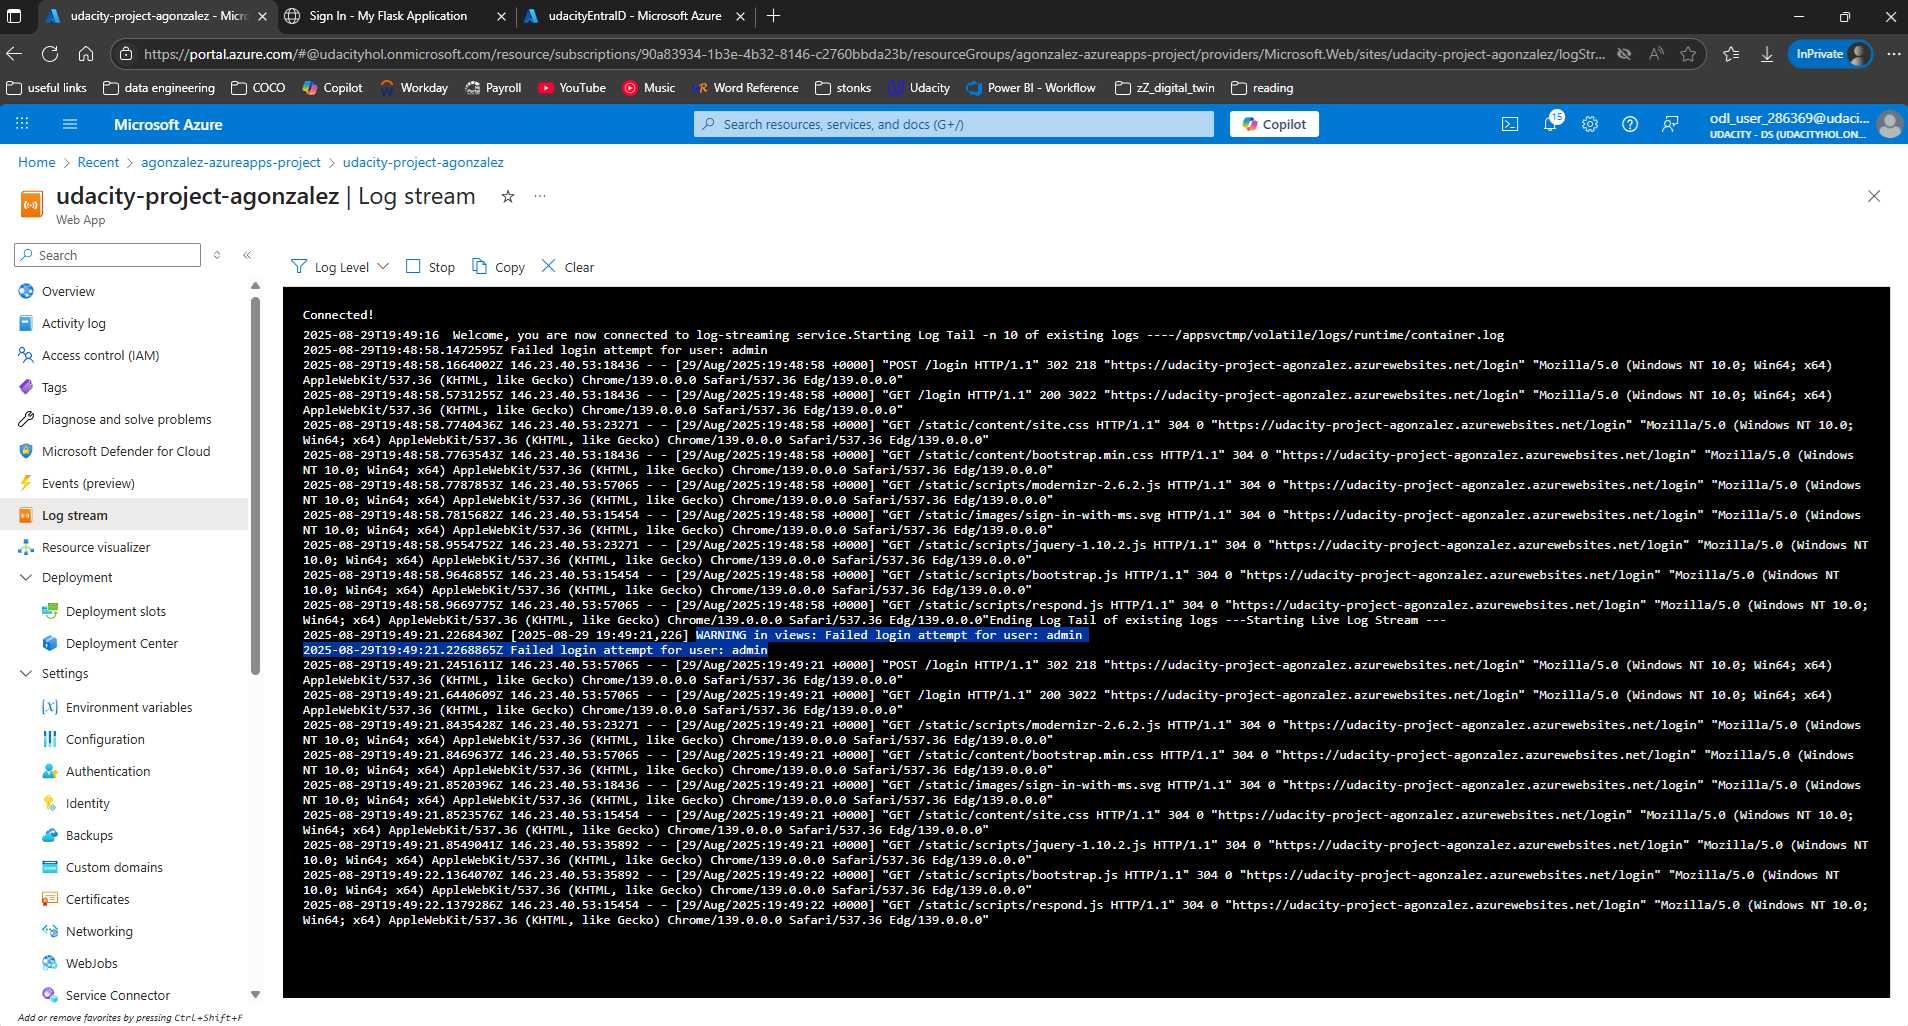 udacity-project-agonzalez - Micro
Sign In - My Flask Application
udacityEntraID - Microsoft Azure
https://portal.azure.com/#@udacityhol.onmicrosoft.com/resource/subscriptions/90a83934-1b3e-4b32-8146-c2760bbda23b/resourceGroups/agonzalez-azureapps-project/providers/Microsoft.Web/sites/udacity-project-agonzalez/logStr...
InPrivate
useful links
data engineering
COCO
Copilot
Workday
Payroll
YouTube
Music
Word Reference
stonks
Udacity
Power BI - Workflow
zZ_digital_twin
reading
Microsoft Azure
Search resources, services, and docs (G+/)
Copilot
15
odl_user_286369@udaci...
UDACITY - DS (UDACITYHOL.ON...
Home > Recent > agonzalez-azureapps-project > udacity-project-agonzalez
udacity-project-agonzalez | Log stream
Web App
Search
Overview
Activity log
Access control (IAM)
Tags
Diagnose and solve problems
Microsoft Defender for Cloud
Events (preview)
Log stream
Resource visualizer
Deployment
Deployment slots
Deployment Center
Settings
Environment variables
Configuration
Authentication
Identity
Backups
Custom domains
Certificates
Networking
WebJobs
Service Connector
Add or remove favorites by pressing Ctrl+Shift+F
Log Level
Stop
Copy
Clear
Connected!
2025-08-29T19:49:16  Welcome, you are now connected to log-streaming service.Starting Log Tail -n 10 of existing logs ----/appsvctmp/volatile/logs/runtime/container.log
2025-08-29T19:48:58.1472595Z Failed login attempt for user: admin
2025-08-29T19:48:58.1664002Z 146.23.40.53:18436 - - [29/Aug/2025:19:48:58 +0000] "POST /login HTTP/1.1" 302 218 "https://udacity-project-agonzalez.azurewebsites.net/login" "Mozilla/5.0 (Windows NT 10.0; Win64; x64)
AppleWebKit/537.36 (KHTML, like Gecko) Chrome/139.0.0.0 Safari/537.36 Edg/139.0.0.0"
2025-08-29T19:48:58.5731255Z 146.23.40.53:18436 - - [29/Aug/2025:19:48:58 +0000] "GET /login HTTP/1.1" 200 3022 "https://udacity-project-agonzalez.azurewebsites.net/login" "Mozilla/5.0 (Windows NT 10.0; Win64; x64)
AppleWebKit/537.36 (KHTML, like Gecko) Chrome/139.0.0.0 Safari/537.36 Edg/139.0.0.0"
2025-08-29T19:48:58.7740436Z 146.23.40.53:23271 - - [29/Aug/2025:19:48:58 +0000] "GET /static/content/site.css HTTP/1.1" 304 0 "https://udacity-project-agonzalez.azurewebsites.net/login" "Mozilla/5.0 (Windows NT 10.0;
Win64; x64) AppleWebKit/537.36 (KHTML, like Gecko) Chrome/139.0.0.0 Safari/537.36 Edg/139.0.0.0"
2025-08-29T19:48:58.7763543Z 146.23.40.53:18436 - - [29/Aug/2025:19:48:58 +0000] "GET /static/content/bootstrap.min.css HTTP/1.1" 304 0 "https://udacity-project-agonzalez.azurewebsites.net/login" "Mozilla/5.0 (Windows
NT 10.0; Win64; x64) AppleWebKit/537.36 (KHTML, like Gecko) Chrome/139.0.0.0 Safari/537.36 Edg/139.0.0.0"
2025-08-29T19:48:58.7787853Z 146.23.40.53:57065 - - [29/Aug/2025:19:48:58 +0000] "GET /static/scripts/modernizr-2.6.2.js HTTP/1.1" 304 0 "https://udacity-project-agonzalez.azurewebsites.net/login" "Mozilla/5.0 (Windows
NT 10.0; Win64; x64) AppleWebKit/537.36 (KHTML, like Gecko) Chrome/139.0.0.0 Safari/537.36 Edg/139.0.0.0"
2025-08-29T19:48:58.7815682Z 146.23.40.53:15454 - - [29/Aug/2025:19:48:58 +0000] "GET /static/images/sign-in-with-ms.svg HTTP/1.1" 304 0 "https://udacity-project-agonzalez.azurewebsites.net/login" "Mozilla/5.0 (Windows
NT 10.0; Win64; x64) AppleWebKit/537.36 (KHTML, like Gecko) Chrome/139.0.0.0 Safari/537.36 Edg/139.0.0.0"
2025-08-29T19:48:58.9554752Z 146.23.40.53:23271 - - [29/Aug/2025:19:48:58 +0000] "GET /static/scripts/jquery-1.10.2.js HTTP/1.1" 304 0 "https://udacity-project-agonzalez.azurewebsites.net/login" "Mozilla/5.0 (Windows NT
10.0; Win64; x64) AppleWebKit/537.36 (KHTML, like Gecko) Chrome/139.0.0.0 Safari/537.36 Edg/139.0.0.0"
2025-08-29T19:48:58.9646855Z 146.23.40.53:15454 - - [29/Aug/2025:19:48:58 +0000] "GET /static/scripts/bootstrap.js HTTP/1.1" 304 0 "https://udacity-project-agonzalez.azurewebsites.net/login" "Mozilla/5.0 (Windows NT
10.0; Win64; x64) AppleWebKit/537.36 (KHTML, like Gecko) Chrome/139.0.0.0 Safari/537.36 Edg/139.0.0.0"
2025-08-29T19:48:58.9669775Z 146.23.40.53:57065 - - [29/Aug/2025:19:48:58 +0000] "GET /static/scripts/respond.js HTTP/1.1" 304 0 "https://udacity-project-agonzalez.azurewebsites.net/login" "Mozilla/5.0 (Windows NT 10.0;
Win64; x64) AppleWebKit/537.36 (KHTML, like Gecko) Chrome/139.0.0.0 Safari/537.36 Edg/139.0.0.0"Ending Log Tail of existing logs ---Starting Live Log Stream ---
2025-08-29T19:49:21.2268430Z [2025-08-29 19:49:21,226] WARNING in views: Failed login attempt for user: admin
2025-08-29T19:49:21.2268865Z Failed login attempt for user: admin
2025-08-29T19:49:21.2451611Z 146.23.40.53:57065 - - [29/Aug/2025:19:49:21 +0000] "POST /login HTTP/1.1" 302 218 "https://udacity-project-agonzalez.azurewebsites.net/login" "Mozilla/5.0 (Windows NT 10.0; Win64; x64)
AppleWebKit/537.36 (KHTML, like Gecko) Chrome/139.0.0.0 Safari/537.36 Edg/139.0.0.0"
2025-08-29T19:49:21.6440609Z 146.23.40.53:57065 - - [29/Aug/2025:19:49:21 +0000] "GET /login HTTP/1.1" 200 3022 "https://udacity-project-agonzalez.azurewebsites.net/login" "Mozilla/5.0 (Windows NT 10.0; Win64; x64)
AppleWebKit/537.36 (KHTML, like Gecko) Chrome/139.0.0.0 Safari/537.36 Edg/139.0.0.0"
2025-08-29T19:49:21.8435428Z 146.23.40.53:23271 - - [29/Aug/2025:19:49:21 +0000] "GET /static/scripts/modernizr-2.6.2.js HTTP/1.1" 304 0 "https://udacity-project-agonzalez.azurewebsites.net/login" "Mozilla/5.0 (Windows
NT 10.0; Win64; x64) AppleWebKit/537.36 (KHTML, like Gecko) Chrome/139.0.0.0 Safari/537.36 Edg/139.0.0.0"
2025-08-29T19:49:21.8469637Z 146.23.40.53:57065 - - [29/Aug/2025:19:49:21 +0000] "GET /static/content/bootstrap.min.css HTTP/1.1" 304 0 "https://udacity-project-agonzalez.azurewebsites.net/login" "Mozilla/5.0 (Windows
NT 10.0; Win64; x64) AppleWebKit/537.36 (KHTML, like Gecko) Chrome/139.0.0.0 Safari/537.36 Edg/139.0.0.0"
2025-08-29T19:49:21.8520396Z 146.23.40.53:18436 - - [29/Aug/2025:19:49:21 +0000] "GET /static/images/sign-in-with-ms.svg HTTP/1.1" 304 0 "https://udacity-project-agonzalez.azurewebsites.net/login" "Mozilla/5.0 (Windows
NT 10.0; Win64; x64) AppleWebKit/537.36 (KHTML, like Gecko) Chrome/139.0.0.0 Safari/537.36 Edg/139.0.0.0"
2025-08-29T19:49:21.8523576Z 146.23.40.53:15454 - - [29/Aug/2025:19:49:21 +0000] "GET /static/content/site.css HTTP/1.1" 304 0 "https://udacity-project-agonzalez.azurewebsites.net/login" "Mozilla/5.0 (Windows NT 10.0;
Win64; x64) AppleWebKit/537.36 (KHTML, like Gecko) Chrome/139.0.0.0 Safari/537.36 Edg/139.0.0.0"
2025-08-29T19:49:21.8549041Z 146.23.40.53:35892 - - [29/Aug/2025:19:49:21 +0000] "GET /static/scripts/jquery-1.10.2.js HTTP/1.1" 304 0 "https://udacity-project-agonzalez.azurewebsites.net/login" "Mozilla/5.0 (Windows NT
10.0; Win64; x64) AppleWebKit/537.36 (KHTML, like Gecko) Chrome/139.0.0.0 Safari/537.36 Edg/139.0.0.0"
2025-08-29T19:49:22.1364070Z 146.23.40.53:35892 - - [29/Aug/2025:19:49:22 +0000] "GET /static/scripts/bootstrap.js HTTP/1.1" 304 0 "https://udacity-project-agonzalez.azurewebsites.net/login" "Mozilla/5.0 (Windows NT
10.0; Win64; x64) AppleWebKit/537.36 (KHTML, like Gecko) Chrome/139.0.0.0 Safari/537.36 Edg/139.0.0.0"
2025-08-29T19:49:22.1379286Z 146.23.40.53:15454 - - [29/Aug/2025:19:49:22 +0000] "GET /static/scripts/respond.js HTTP/1.1" 304 0 "https://udacity-project-agonzalez.azurewebsites.net/login" "Mozilla/5.0 (Windows NT 10.0;
Win64; x64) AppleWebKit/537.36 (KHTML, like Gecko) Chrome/139.0.0.0 Safari/537.36 Edg/139.0.0.0"